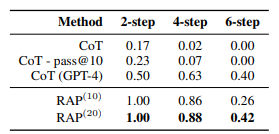 Method 2-step 4-step 6-step
CoT 0.17 0.02 0.00
CoT - pass@10 0.23 0.07 0.00
CoT (GPT-4) 0.50 0.63 0.40
RAP(10) 1.00 0.86 0.26
RAP(20) 1.00 0.88 0.42